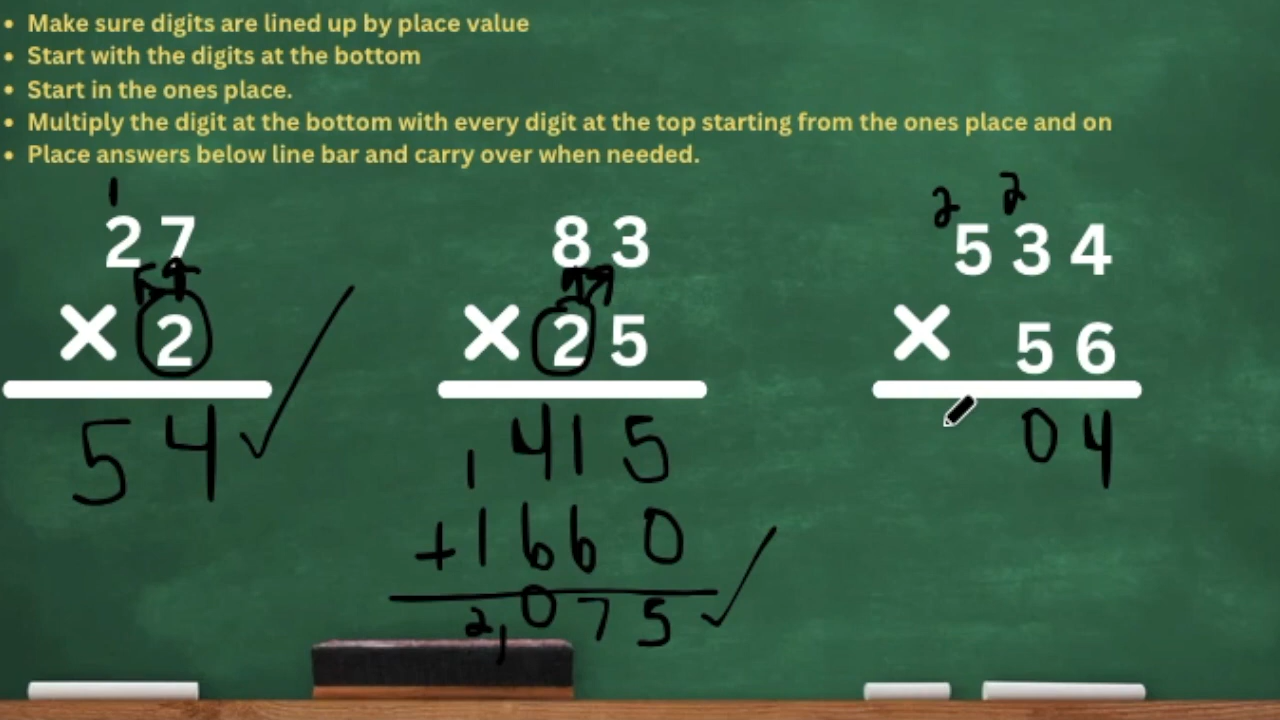 • Make sure digits are lined up by place value
• Start with the digits at the bottom
• Start in the ones place.
• Multiply the digit at the bottom with every digit at the top starting from the ones place and on
• Place answers below line bar and carry over when needed.
1
27
× 2
54
83
× 25
1
415
+1660
2,075
2 2
534
× 56
04